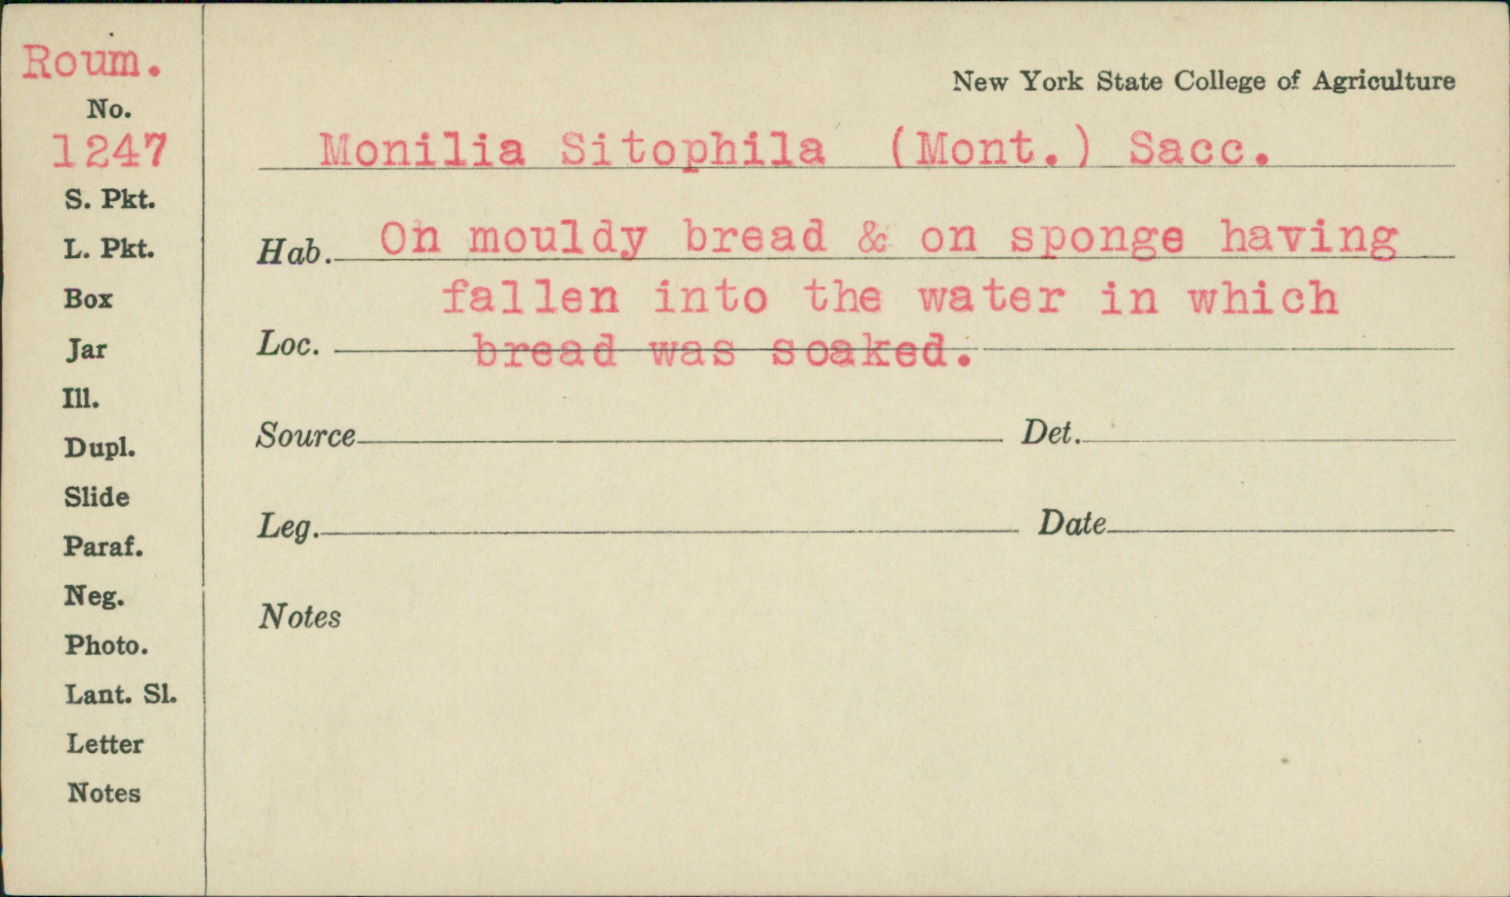 Roum.
No.
1247
S. Pkt.
L. Pkt.
Box
Jar
Ill.
Dupl.
Slide
Paraf.
Neg.
Photo.
Lant. Sl.
Letter
Notes
New York State College of Agriculture
Monilia Sitophila (Mont.) Sacc.
Hab. On mouldy bread & on sponge having
fallen into the water in which
Loc. bread was soaked.
Source Det.
Leg. Date
Notes